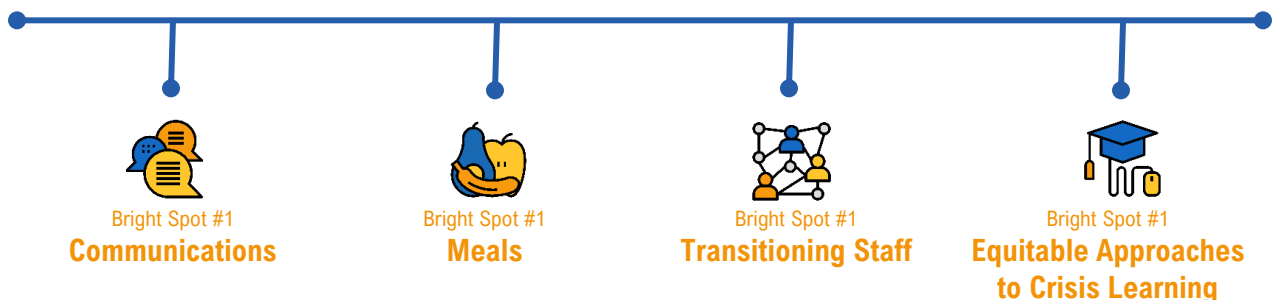 Bright Spot #1
Communications
Bright Spot #1
Meals
Bright Spot #1
Transitioning Staff
Bright Spot #1
Equitable Approaches
to Crisis Learning